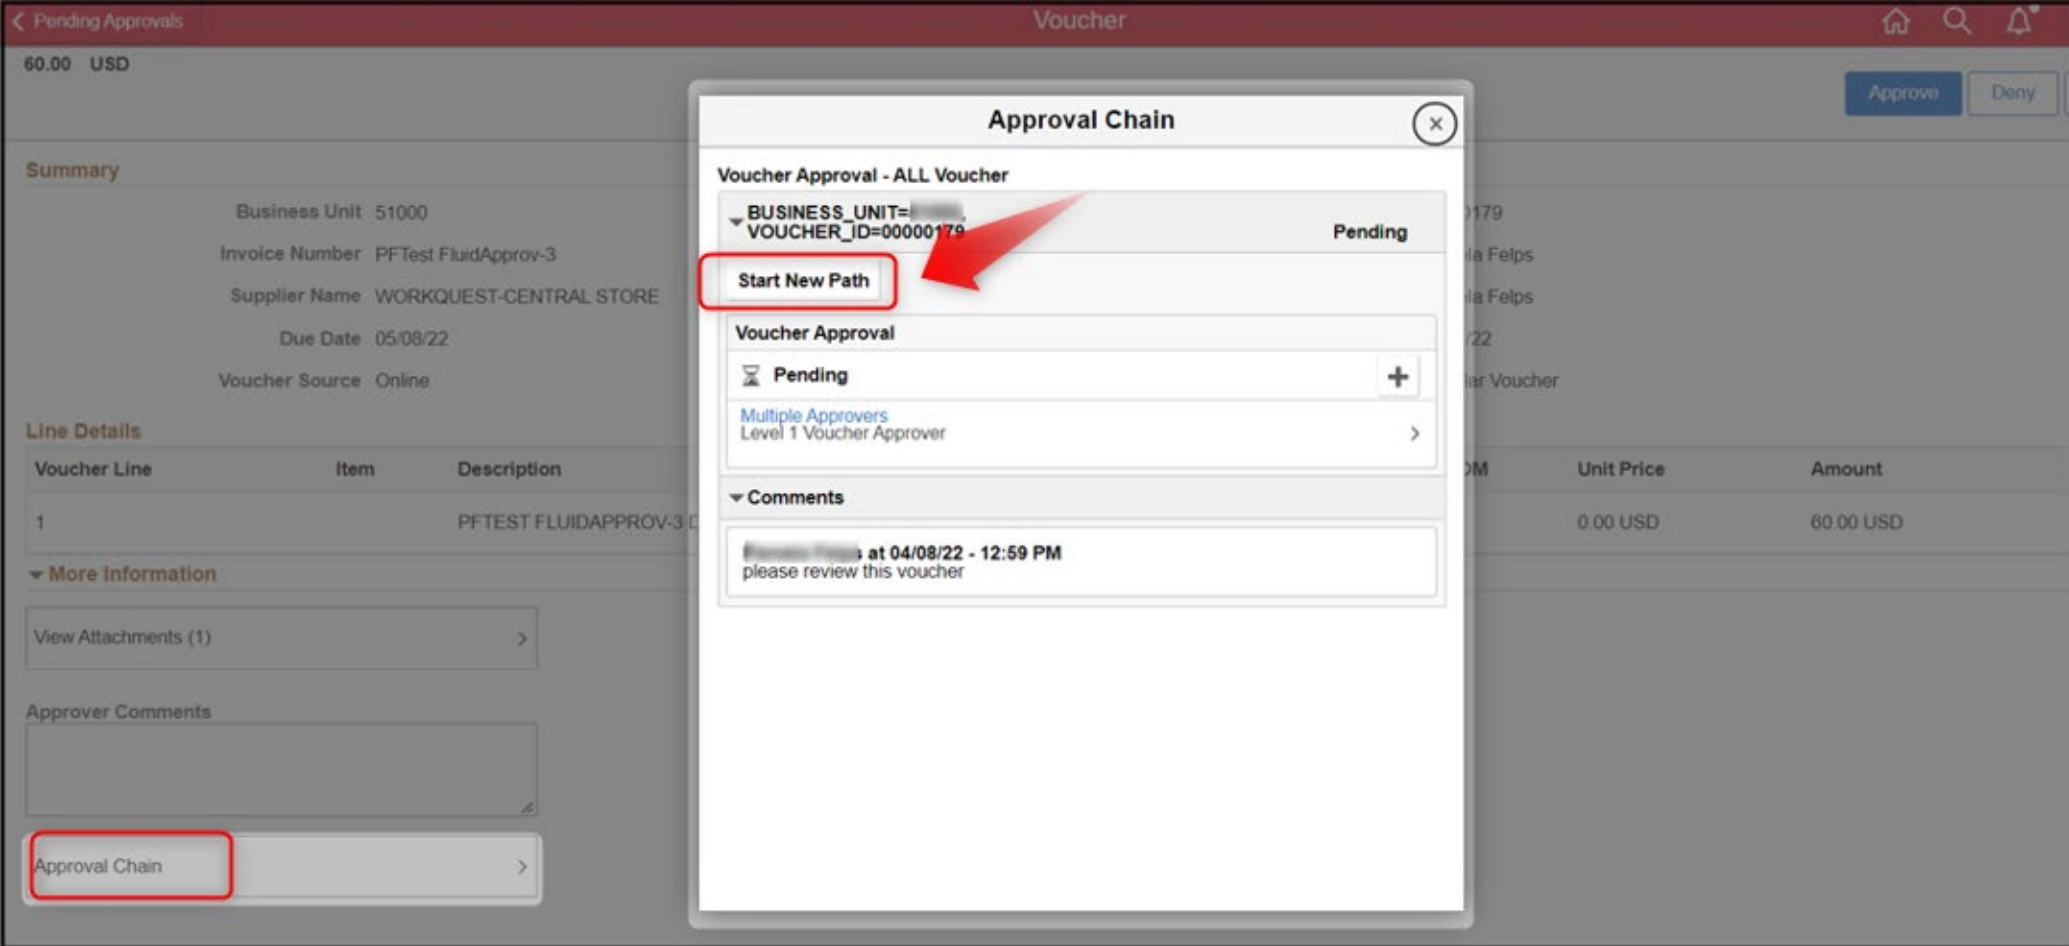 Pending Approvals
Voucher
60.00 USD
Approve
Deny
Summary
Business Unit 51000
Invoice Number PFTest FluidApprov-3
Supplier Name WORKQUEST-CENTRAL STORE
Due Date 05/08/22
Voucher Source Online
0179
la Felps
la Felps
/22
lar Voucher
Line Details
Voucher Line Item Description
OM Unit Price Amount
1 PFTEST FLUIDAPPROV-3 D
0.00 USD 60.00 USD
More Information
View Attachments (1)
Approver Comments
Approval Chain
Approval Chain
Voucher Approval - ALL Voucher
BUSINESS_UNIT=
VOUCHER_ID=00000179
Pending
Start New Path
Voucher Approval
Pending
Multiple Approvers
Level 1 Voucher Approver
Comments
s at 04/08/22 - 12:59 PM
please review this voucher